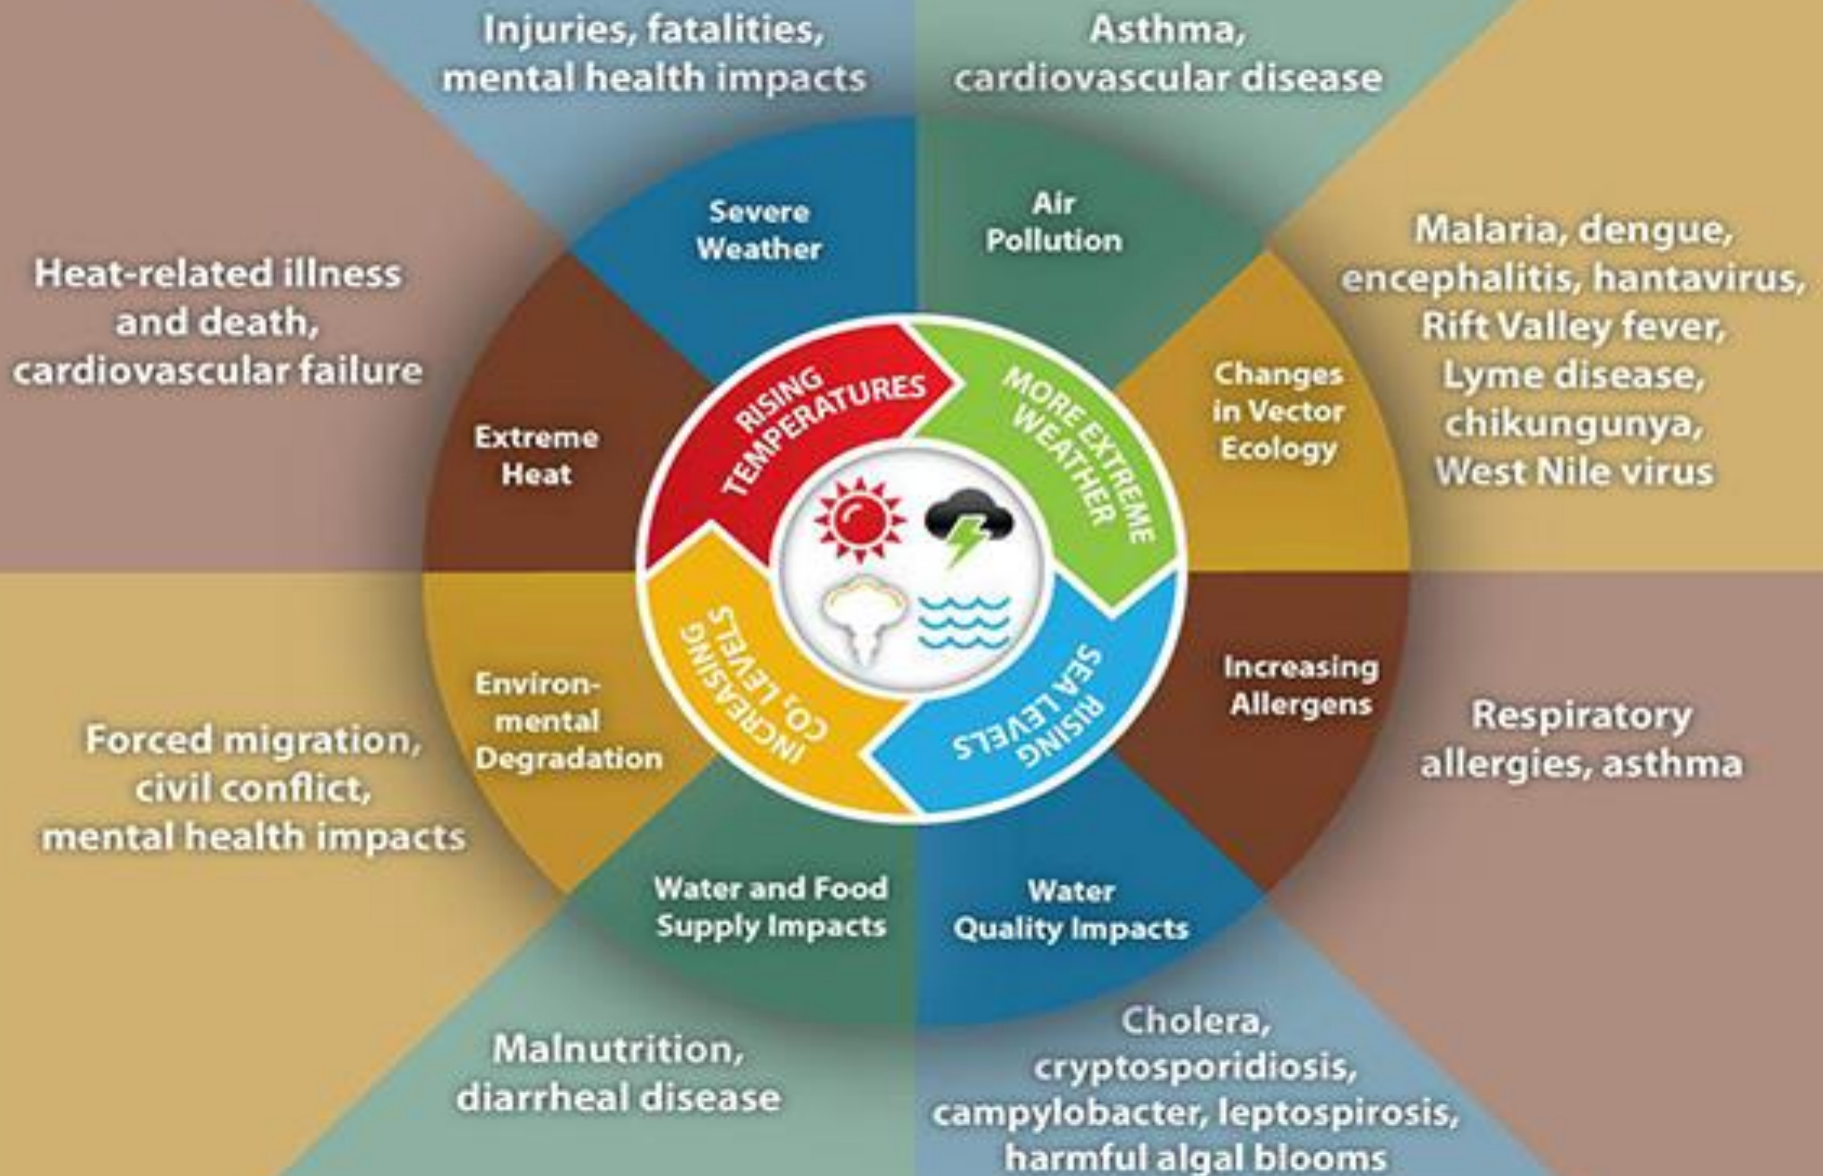 Injuries, fatalities,
mental health impacts
Asthma,
cardiovascular disease
Severe
Weather
Air
Pollution
Heat-related illness
and death,
cardiovascular failure
Extreme
Heat
Changes
in Vector
Ecology
Malaria, dengue,
encephalitis, hantavirus,
Rift Valley fever,
Lyme disease,
chikungunya,
West Nile virus
RISING
TEMPERATURES
MORE EXTREME
WEATHER
INCREASING
CO₂ LEVELS
RISING
SEA LEVELS
Environ-
mental
Degradation
Increasing
Allergens
Forced migration,
civil conflict,
mental health impacts
Respiratory
allergies, asthma
Water and Food
Supply Impacts
Water
Quality Impacts
Malnutrition,
diarrheal disease
Cholera,
cryptosporidiosis,
campylobacter, leptospirosis,
harmful algal blooms